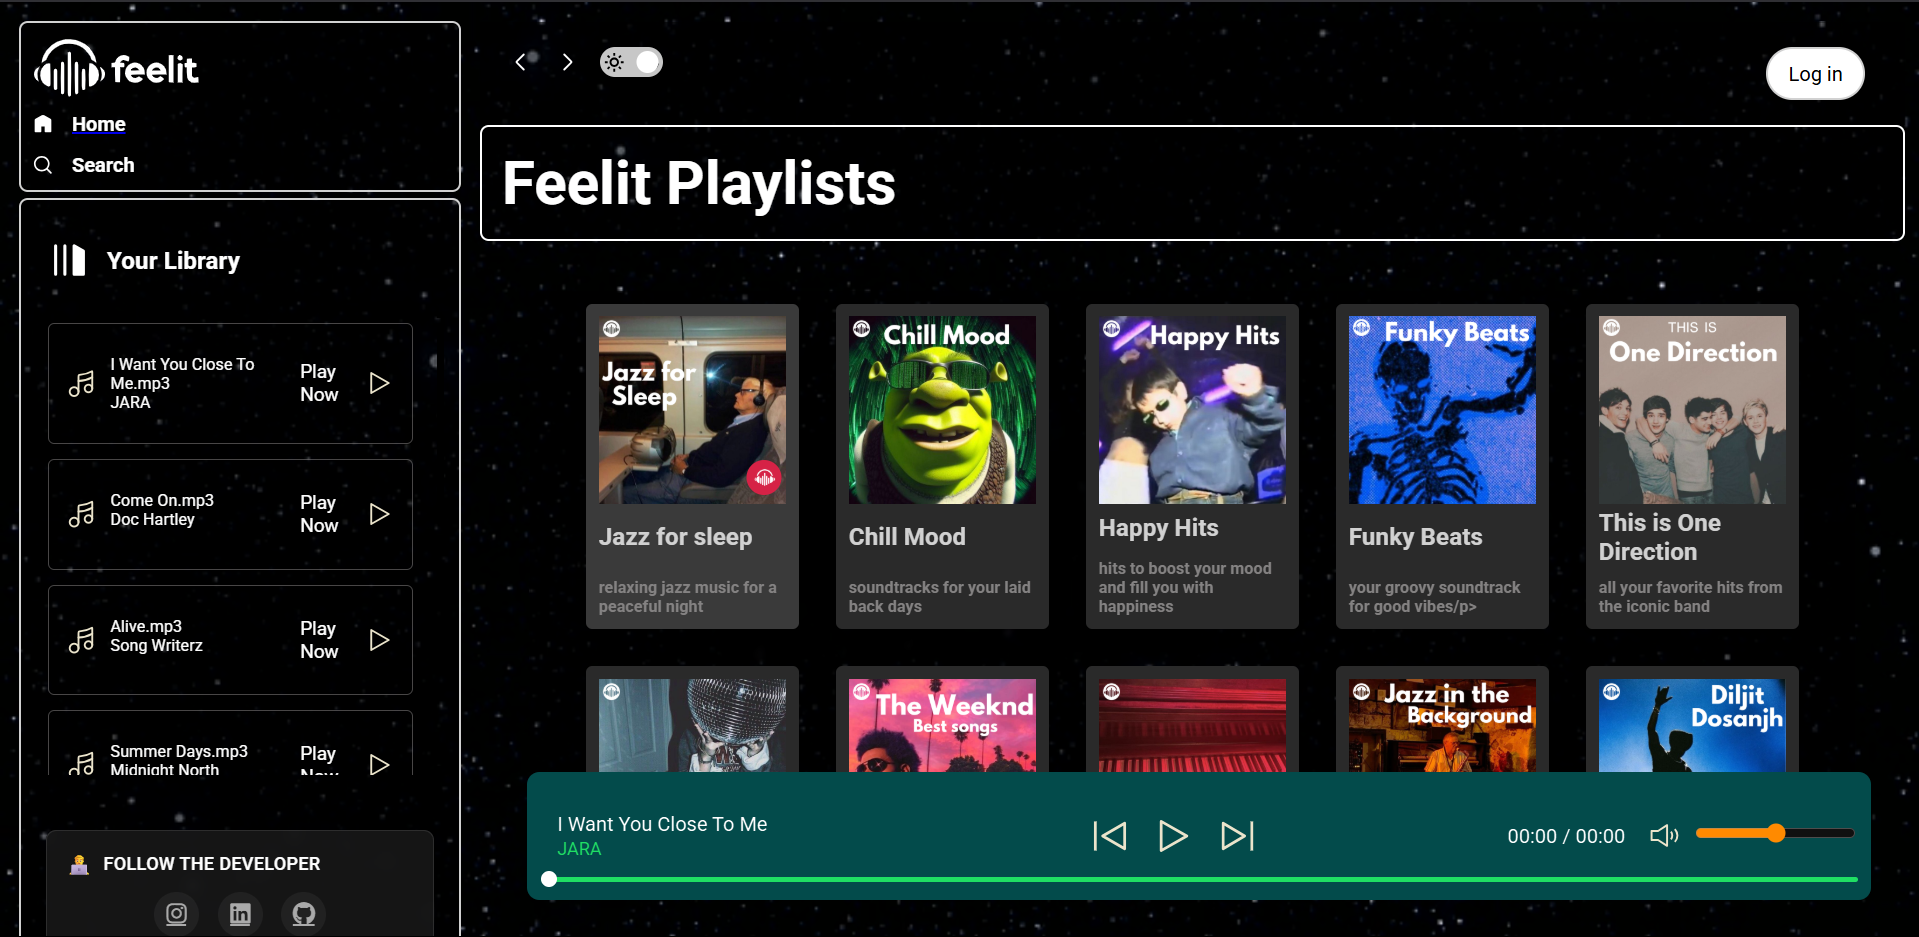 feelit
Home
Search
Your Library
I Want You Close To
Me.mp3
JARA
Play
Now
Come On.mp3
Doc Hartley
Play
Now
Alive.mp3
Song Writerz
Play
Now
Summer Days.mp3
Midnight North
Play
Now
FOLLOW THE DEVELOPER
Log in
Feelit Playlists
Jazz for
Sleep
Jazz for sleep
relaxing jazz music for a
peaceful night
Chill Mood
Chill Mood
soundtracks for your laid
back days
Happy Hits
Happy Hits
hits to boost your mood
and fill you with
happiness
Funky Beats
Funky Beats
your groovy soundtrack
for good vibes/p>
THIS IS
One Direction
This is One
Direction
all your favorite hits from
the iconic band
The Weeknd
Best songs
Jazz in the
Background
Diljit
Dosanjh
I Want You Close To Me
JARA
00:00 / 00:00